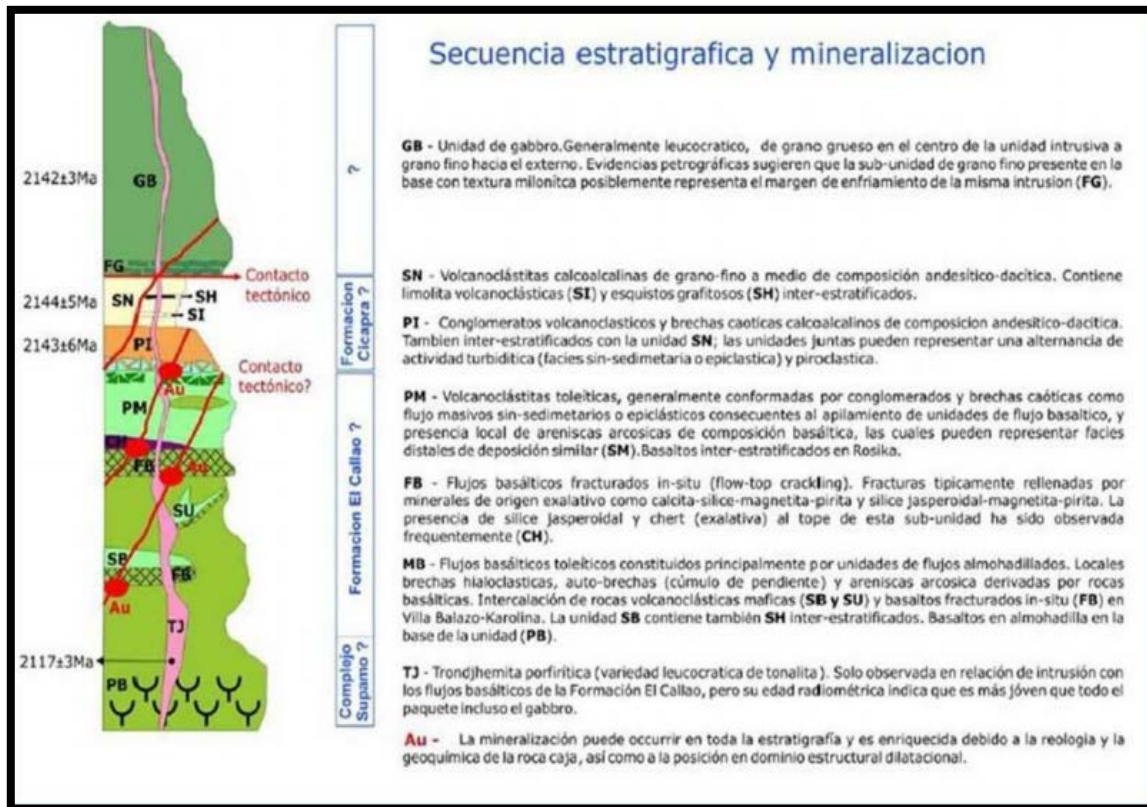 Secuencia estratigrafica y mineralizacion
GB - Unidad de gabbro.Generalmente leucocratico, de grano grueso en el centro de la unidad intrusiva a
grano fino hacia el externo. Evidencias petrográficas sugieren que la sub-unidad de grano fino presente en la
base con textura milonítca posiblemente representa el margen de enfriamiento de la misma intrusion (FG).
SN - Volcanoclástitas calcoalcalinas de grano-fino a medio de composición andesítico-dacítica. Contiene
limolita volcanoclásticas (SI) y esquistos grafitosos (SH) inter-estratificados.
PI - Conglomeratos volcanoclasticos y brechas caoticas calcoalcalinos de composicion andesítico-dacítica.
Tambien inter-estratificados con la unidad SN; las unidades juntas pueden representar una alternancia de
actividad turbiditica (facies sin-sedimetaria o epiclastica) y piroclastica.
PM - Volcanoclástitas toleíticas, generalmente conformadas por conglomerados y brechas caóticas como
flujo masivos sin-sedimetarios o epiclásticos consecuentes al apilamiento de unidades de flujo basaltico, y
presencia local de areniscas arcosicas de composición basáltica, las cuales pueden representar facies
distales de deposición similar (SM).Basaltos inter-estratificados en Rosika.
FB - Flujos basálticos fracturados in-situ (flow-top crackling). Fracturas tipicamente rellenadas por
minerales de origen exalativo como calcita-silice-magnetita-pirita y silice jasperoidal-magnetita-pirita. La
presencia de silice jasperoidal y chert (exalativa) al tope de esta sub-unidad ha sido observada
frequentemente (CH).
MB - Flujos basálticos toleíticos constituidos principalmente por unidades de flujos almohadillados. Locales
brechas hialoclasticas, auto-brechas (cúmulo de pendiente) y areniscas arcosica derivadas por rocas
basálticas. Intercalación de rocas volcanoclásticas maficas (SB y SU) y basaltos fracturados in-situ (FB) en
Villa Balazo-Karolina. La unidad SB contiene también SH inter-estratificados. Basaltos en almohadilla en la
base de la unidad (PB).
TJ - Trondjhemita porfirítica (variedad leucocratica de tonalita). Solo observada en relación de intrusión con
los flujos basálticos de la Formación El Callao, pero su edad radiométrica indica que es más jóven que todo el
paquete incluso el gabbro.
Au - La mineralización puede occurrir en toda la estratigrafía y es enriquecida debido a la reologia y la
geoquímica de la roca caja, así como a la posición en dominio estructural dilatacional.
2142±3Ma
GB
FG
Contacto
tectónico
2144±5Ma
SN
SH
SI
2143±6Ma
PI
Contacto
tectónico?
Au
PM
CH
FB
Au
SU
SB
FB
Au
TJ
2117±3Ma
PB
?
Formacion
Cicapra ?
Formacion El Callao ?
Complejo
Supamo ?